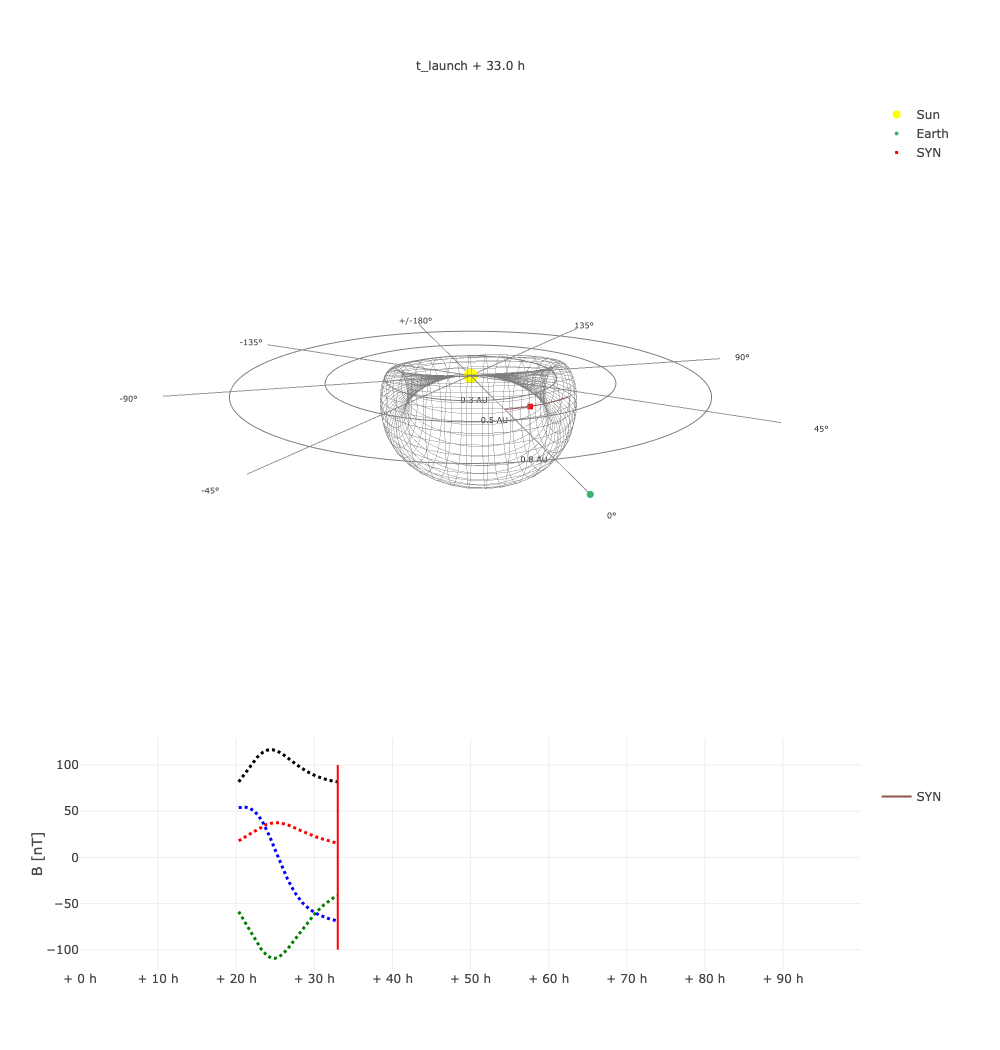 t_launch + 33.0 h
Sun
Earth
SYN
+/-180°
135°
-135°
90°
-90°
0.3 AU
0.5 AU
45°
0.8 AU
-45°
0°
100
50
0
−50
−100
B [nT]
SYN
+ 0 h
+ 10 h
+ 20 h
+ 30 h
+ 40 h
+ 50 h
+ 60 h
+ 70 h
+ 80 h
+ 90 h